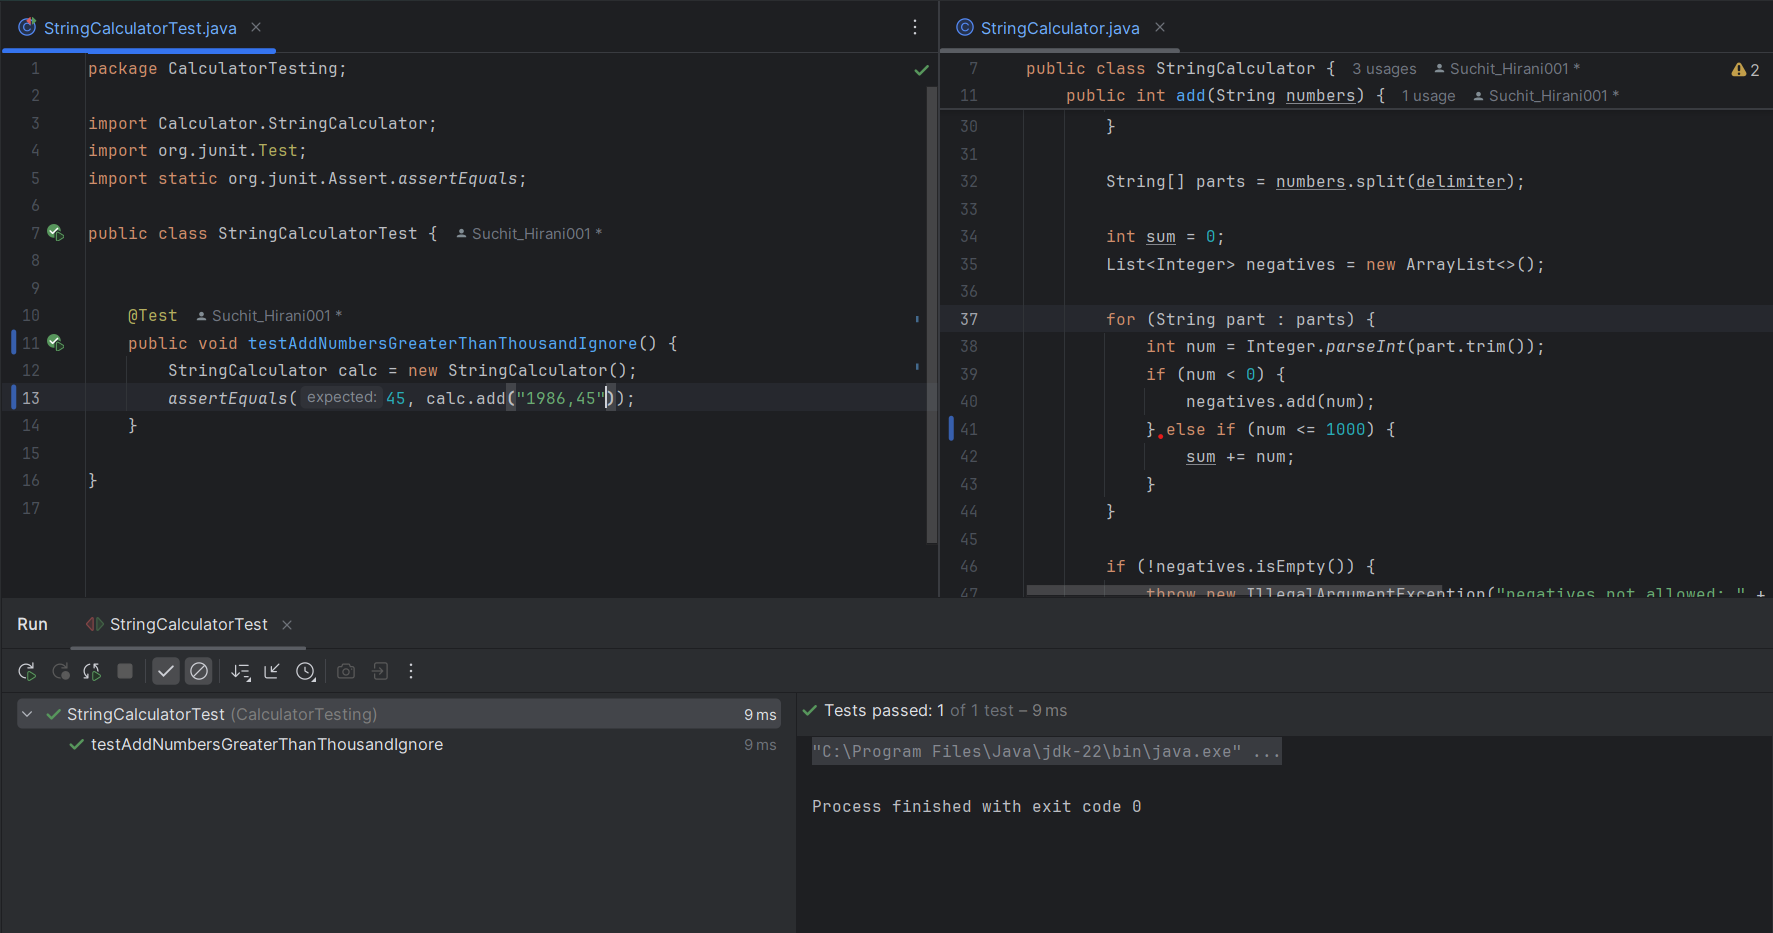 StringCalculatorTest.java
1 package CalculatorTesting;
2
3 import Calculator.StringCalculator;
4 import org.junit.Test;
5 import static org.junit.Assert.assertEquals;
6
7 public class StringCalculatorTest { Suchit_Hirani001 *
8
9
10 @Test Suchit_Hirani001 *
11 public void testAddNumbersGreaterThanThousandIgnore() {
12 StringCalculator calc = new StringCalculator();
13 assertEquals( expected: 45, calc.add("1986,45"));
14 }
15
16 }
17
StringCalculator.java
7 public class StringCalculator { 3 usages Suchit_Hirani001 *
2
11 public int add(String numbers) { 1 usage Suchit_Hirani001 *
30 }
31
32 String[] parts = numbers.split(delimiter);
33
34 int sum = 0;
35 List<Integer> negatives = new ArrayList<>();
36
37 for (String part : parts) {
38 int num = Integer.parseInt(part.trim());
39 if (num < 0) {
40 negatives.add(num);
41 } else if (num <= 1000) {
42 sum += num;
43 }
44 }
45
46 if (!negatives.isEmpty()) {
47 throw new IllegalArgumentException("negatives not allowed: " +
Run StringCalculatorTest
StringCalculatorTest (CalculatorTesting) 9 ms
testAddNumbersGreaterThanThousandIgnore 9 ms
Tests passed: 1 of 1 test – 9 ms
"C:\Program Files\Java\jdk-22\bin\java.exe" ...
Process finished with exit code 0